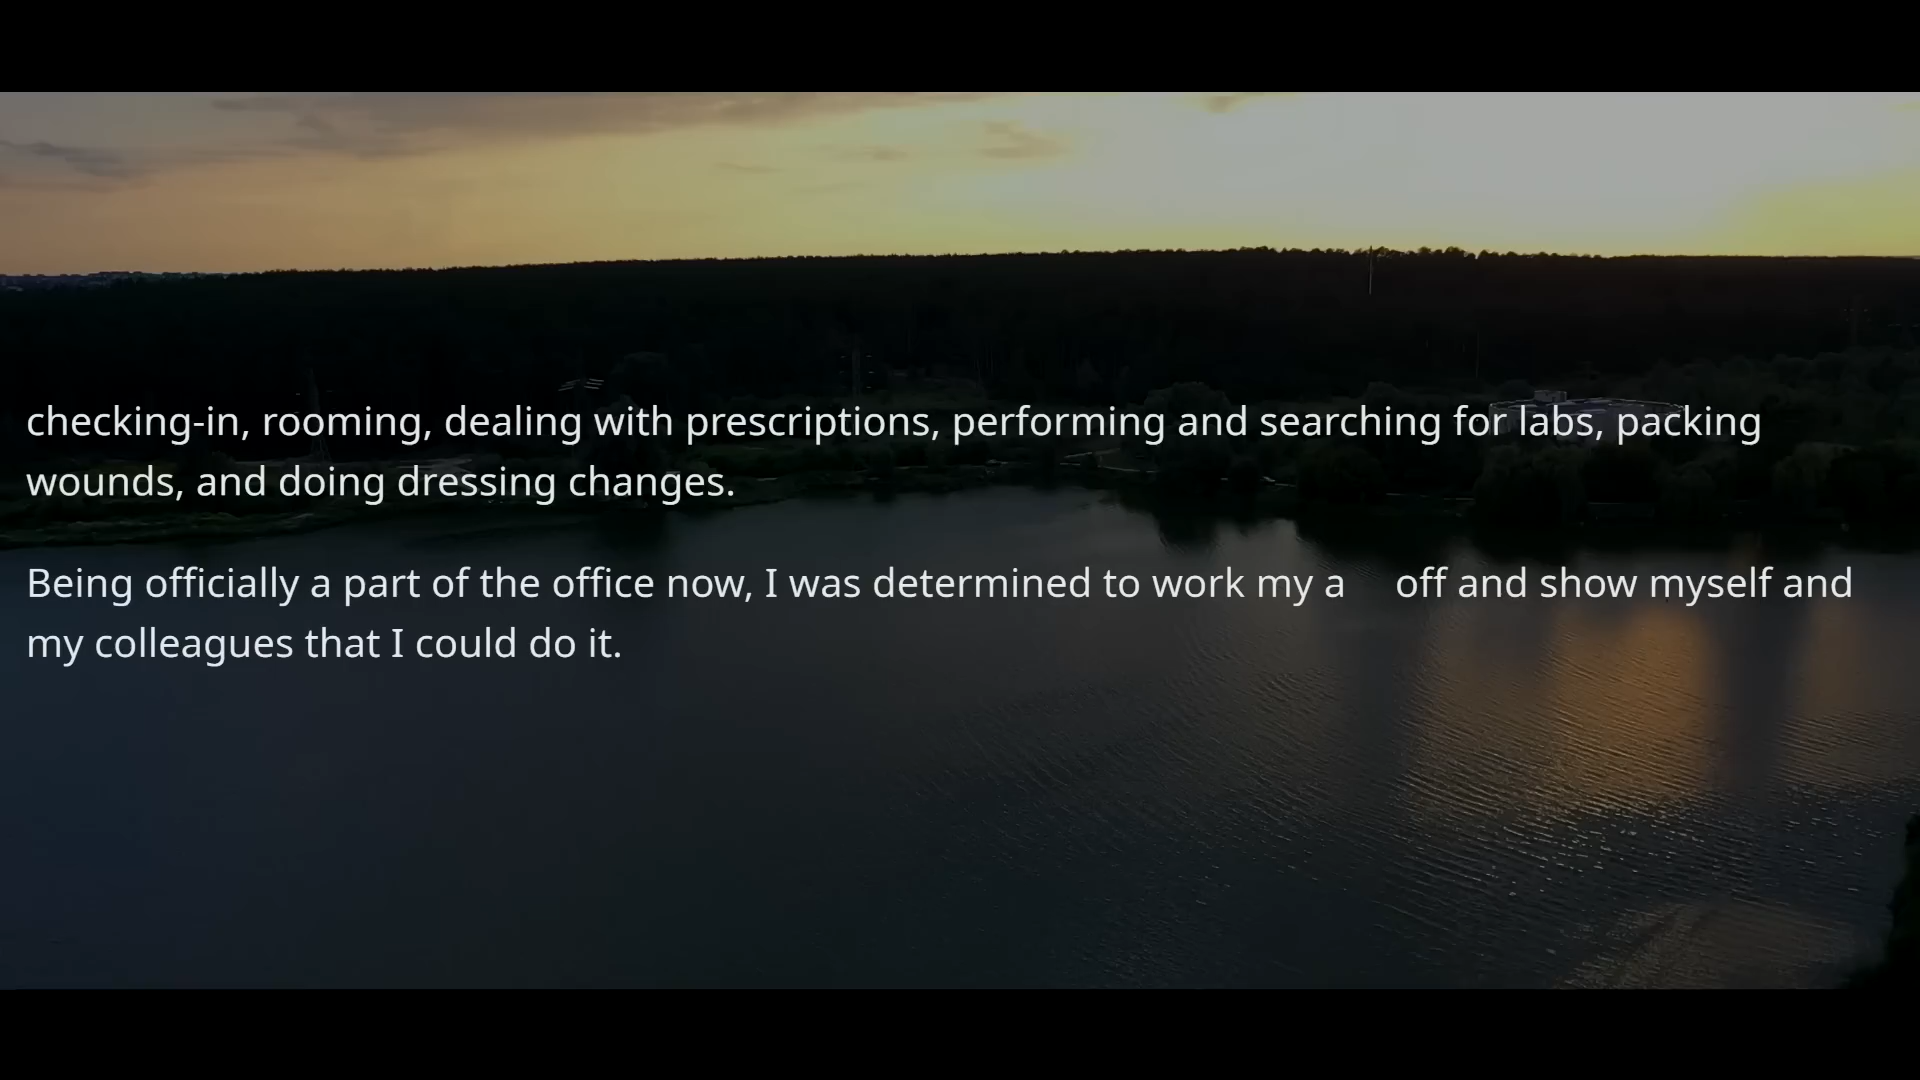 checking-in, rooming, dealing with prescriptions, performing and searching for labs, packing
wounds, and doing dressing changes.
Being officially a part of the office now, I was determined to work my a     off and show myself and
my colleagues that I could do it.